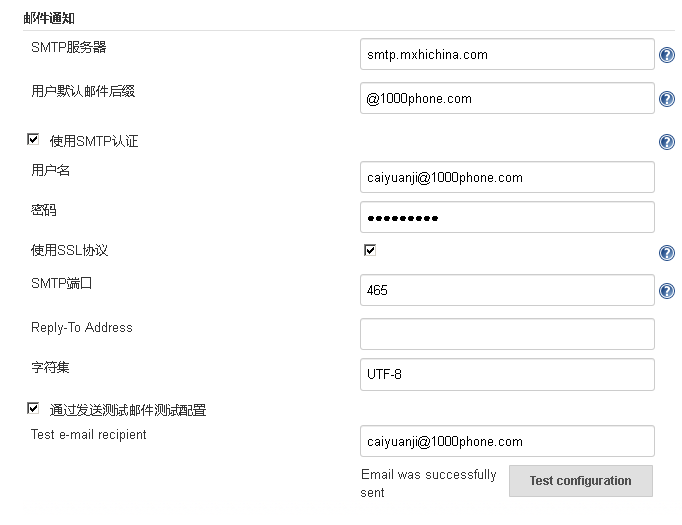 邮件通知
SMTP服务器
smtp.mxhichina.com
用户默认邮件后缀
@1000phone.com
使用SMTP认证
用户名
caiyuanji@1000phone.com
密码
●●●●●●●●●
使用SSL协议
SMTP端口
465
Reply-To Address
字符集
UTF-8
通过发送测试邮件测试配置
Test e-mail recipient
caiyuanji@1000phone.com
Email was successfully
sent
Test configuration